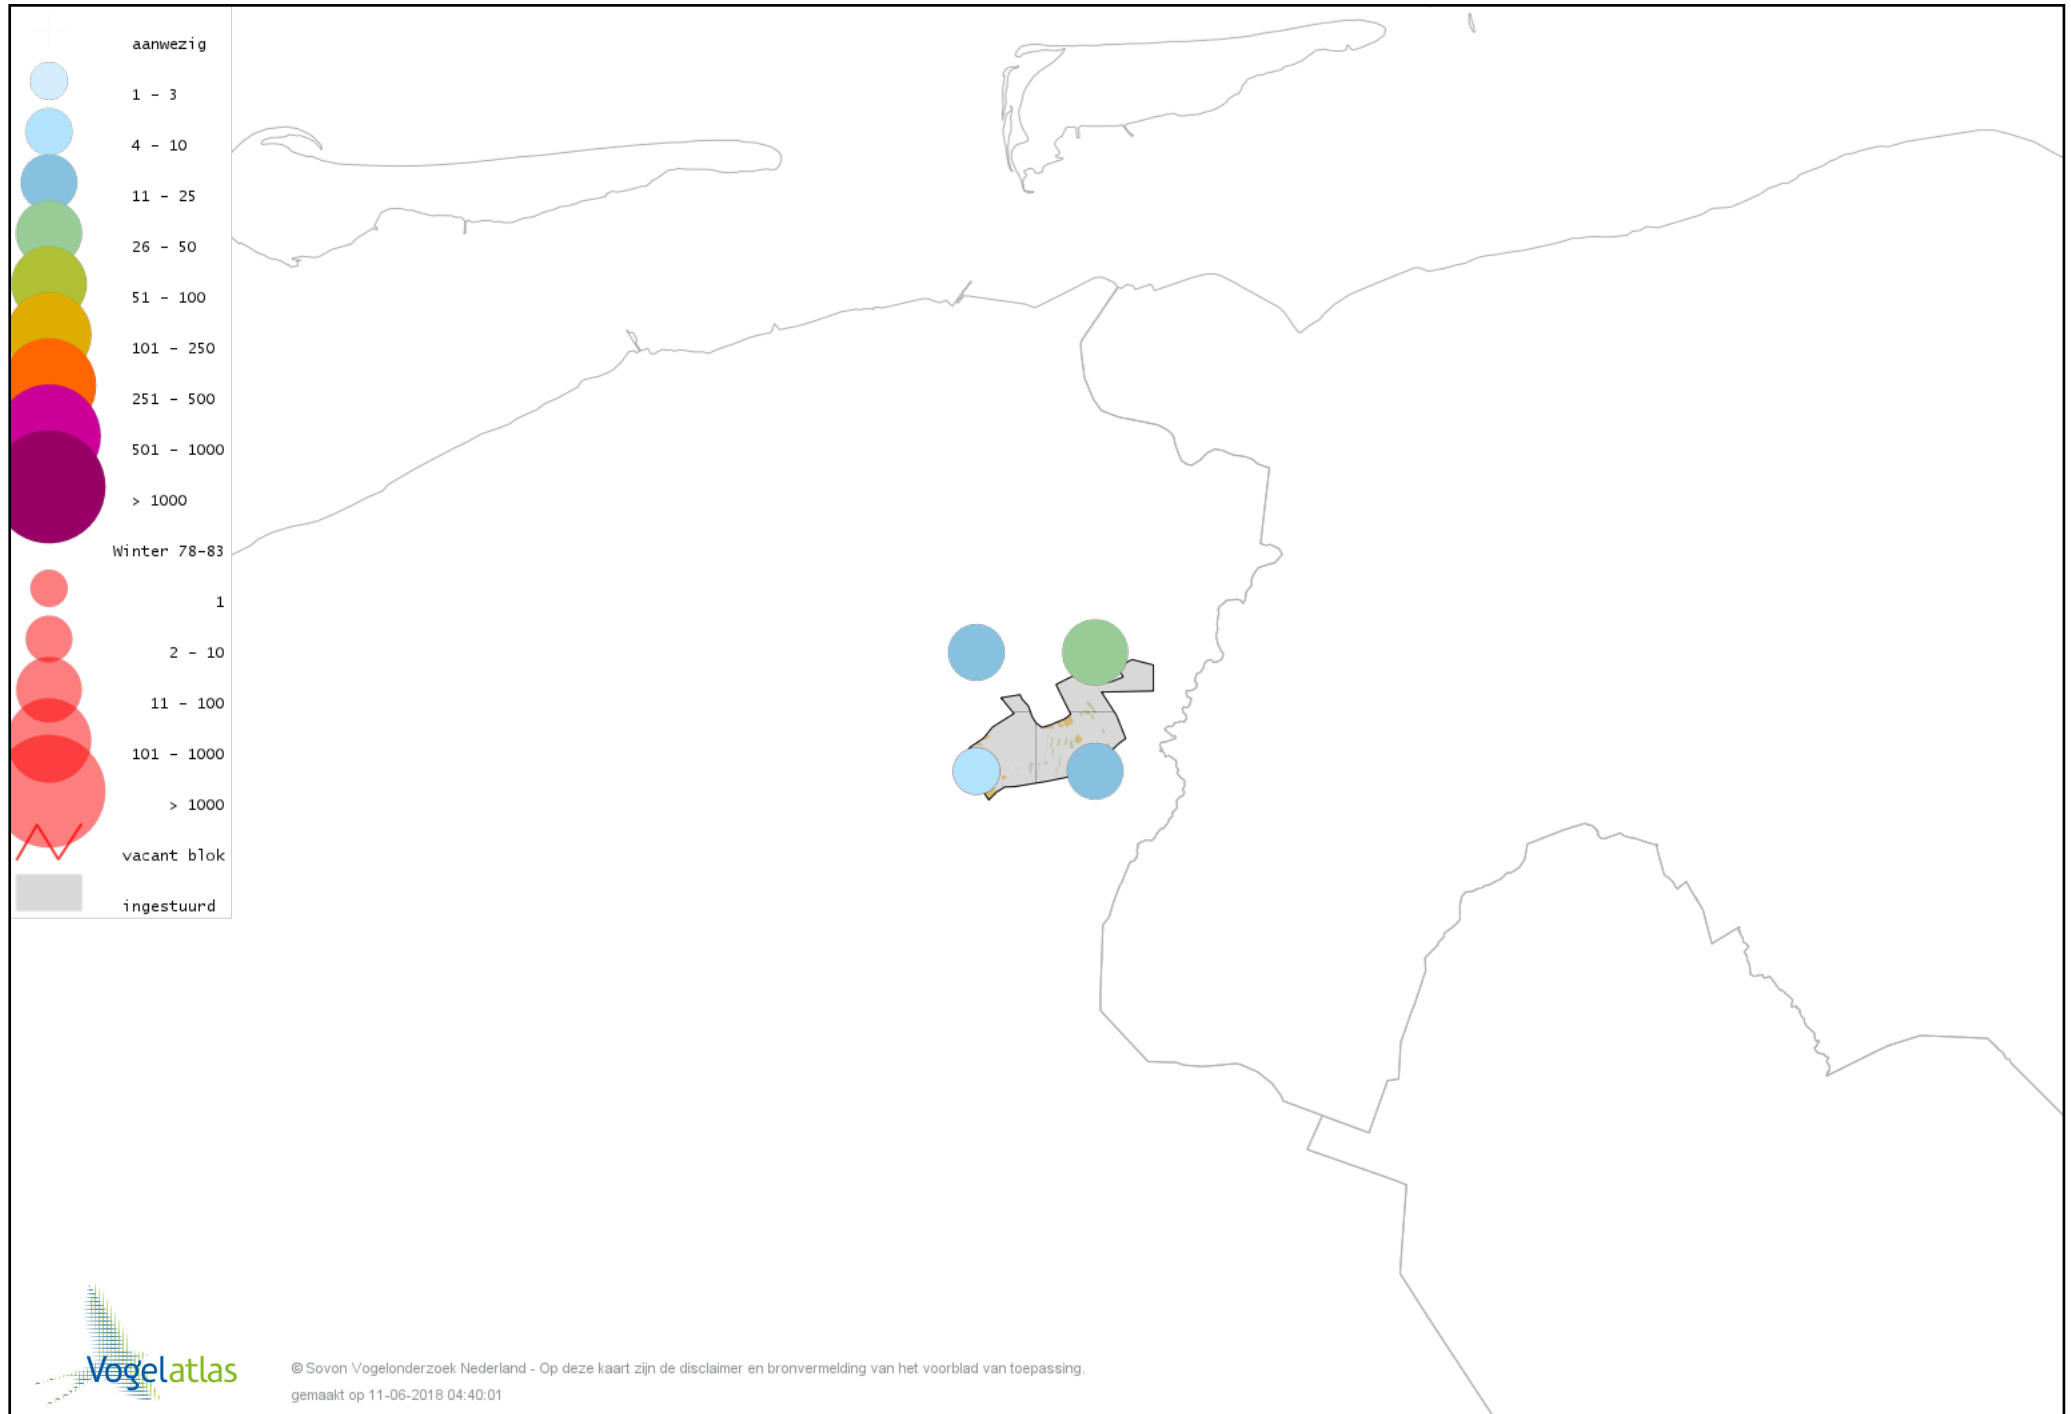 aanwezig
1 - 3
4 - 10
11 - 25
26 - 50
51 - 100
101 - 250
251 - 500
501 - 1000
> 1000
Winter 78-83
1
2 - 10
11 - 100
101 - 1000
> 1000
vacant blok
ingestuurd
Vogelatlas
© Sovon Vogelonderzoek Nederland - Op deze kaart zijn de disclaimer en bronvermelding van het voorblad van toepassing.
gemaakt op 11-06-2018 04:40:01